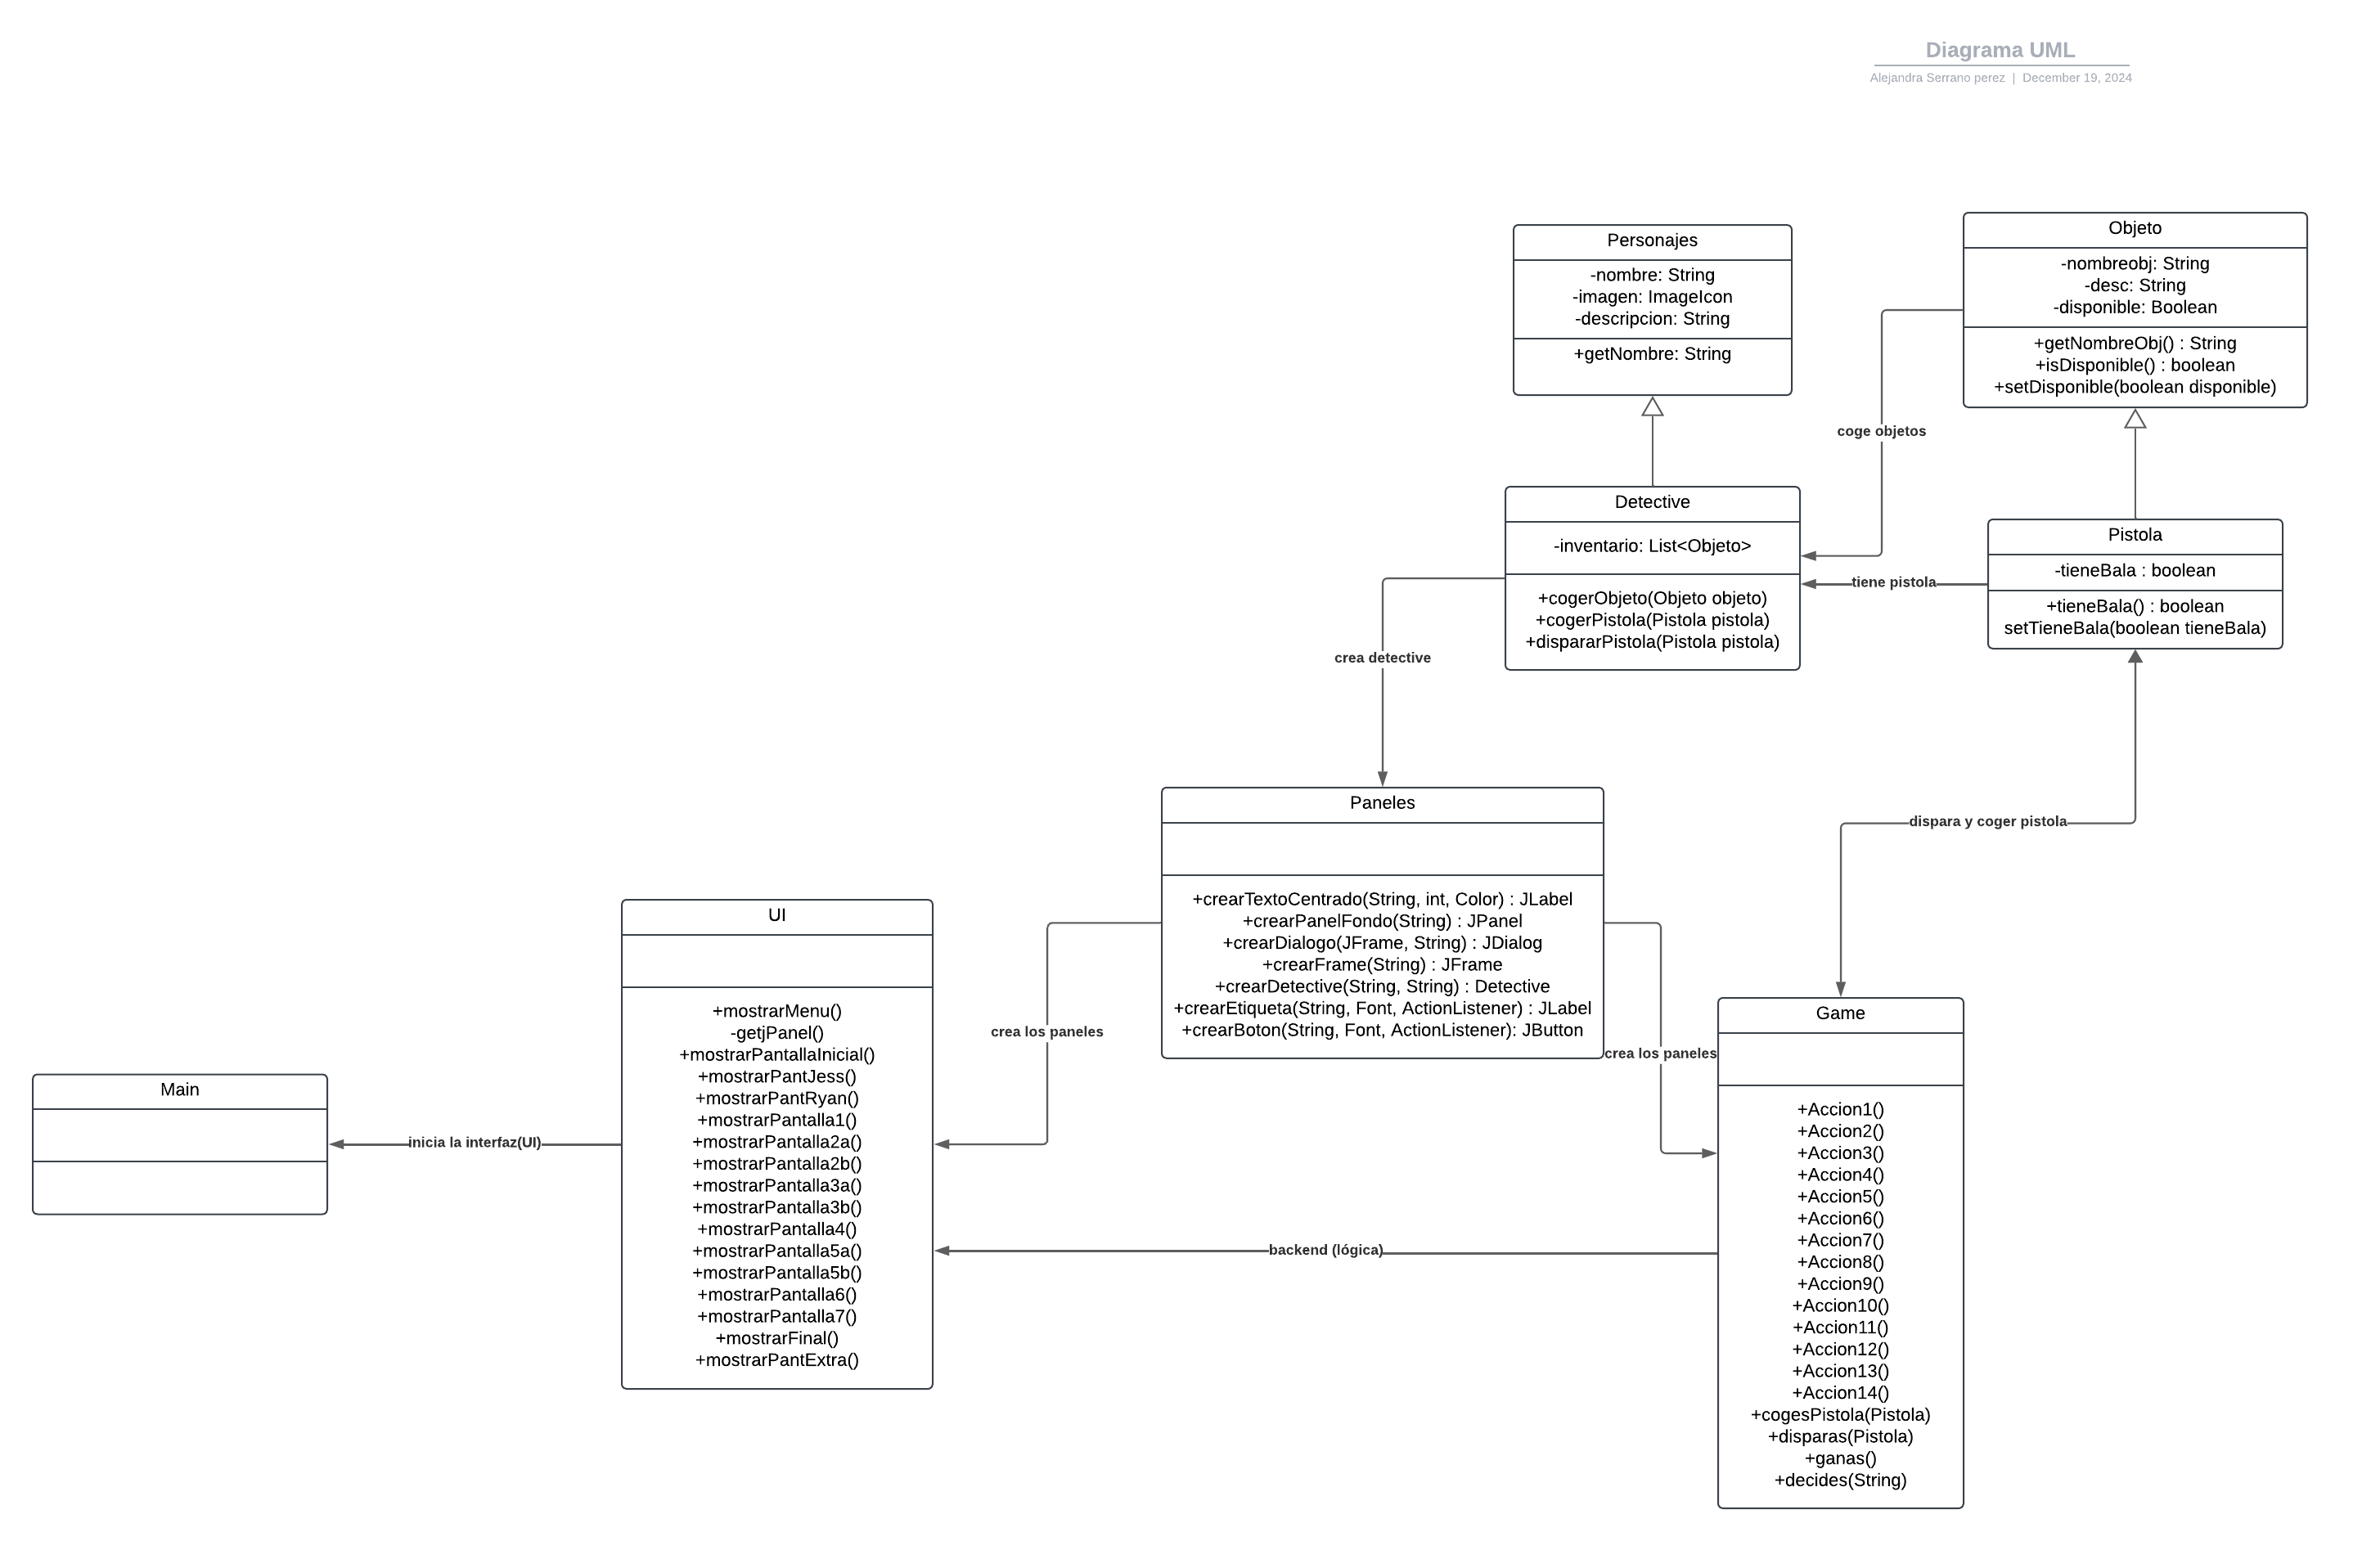 Diagrama UML
Alejandra Serrano perez | December 19, 2024
Personajes
-nombre: String
-imagen: ImageIcon
-descripcion: String
+getNombre: String
Objeto
-nombreobj: String
-desc: String
-disponible: Boolean
+getNombreObj() : String
+isDisponible() : boolean
+setDisponible(boolean disponible)
coge objetos
Detective
-inventario: List<Objeto>
+cogerObjeto(Objeto objeto)
+cogerPistola(Pistola pistola)
+dispararPistola(Pistola pistola)
tiene pistola
Pistola
-tieneBala : boolean
+tieneBala() : boolean
setTieneBala(boolean tieneBala)
crea detective
dispara y coger pistola
Paneles
+crearTextoCentrado(String, int, Color) : JLabel
+crearPanelFondo(String) : JPanel
+crearDialogo(JFrame, String) : JDialog
+crearFrame(String) : JFrame
+crearDetective(String, String) : Detective
+crearEtiqueta(String, Font, ActionListener) : JLabel
+crearBoton(String, Font, ActionListener): JButton
crea los paneles
crea los paneles
UI
+mostrarMenu()
-getjPanel()
+mostrarPantallaInicial()
+mostrarPantJess()
+mostrarPantRyan()
+mostrarPantalla1()
+mostrarPantalla2a()
+mostrarPantalla2b()
+mostrarPantalla3a()
+mostrarPantalla3b()
+mostrarPantalla4()
+mostrarPantalla5a()
+mostrarPantalla5b()
+mostrarPantalla6()
+mostrarPantalla7()
+mostrarFinal()
+mostrarPantExtra()
Main
inicia la interfaz(UI)
backend (lógica)
Game
+Accion1()
+Accion2()
+Accion3()
+Accion4()
+Accion5()
+Accion6()
+Accion7()
+Accion8()
+Accion9()
+Accion10()
+Accion11()
+Accion12()
+Accion13()
+Accion14()
+cogesPistola(Pistola)
+disparas(Pistola)
+ganas()
+decides(String)